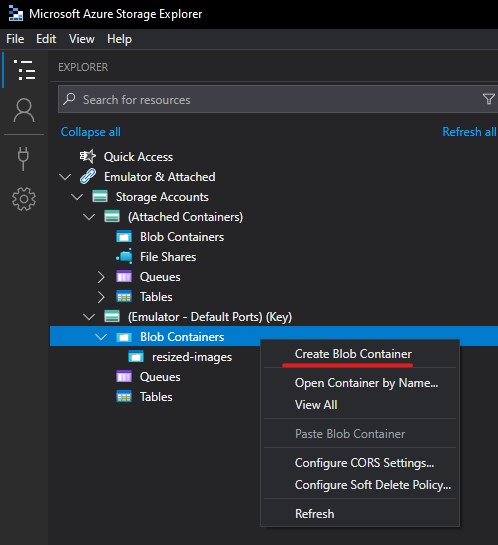 Microsoft Azure Storage Explorer
File Edit View Help
EXPLORER
Search for resources
Collapse all Refresh all
Quick Access
Emulator & Attached
Storage Accounts
(Attached Containers)
Blob Containers
File Shares
Queues
Tables
(Emulator - Default Ports) (Key)
Blob Containers
resized-images
Queues
Tables
Create Blob Container
Open Container by Name...
View All
Paste Blob Container
Configure CORS Settings...
Configure Soft Delete Policy...
Refresh